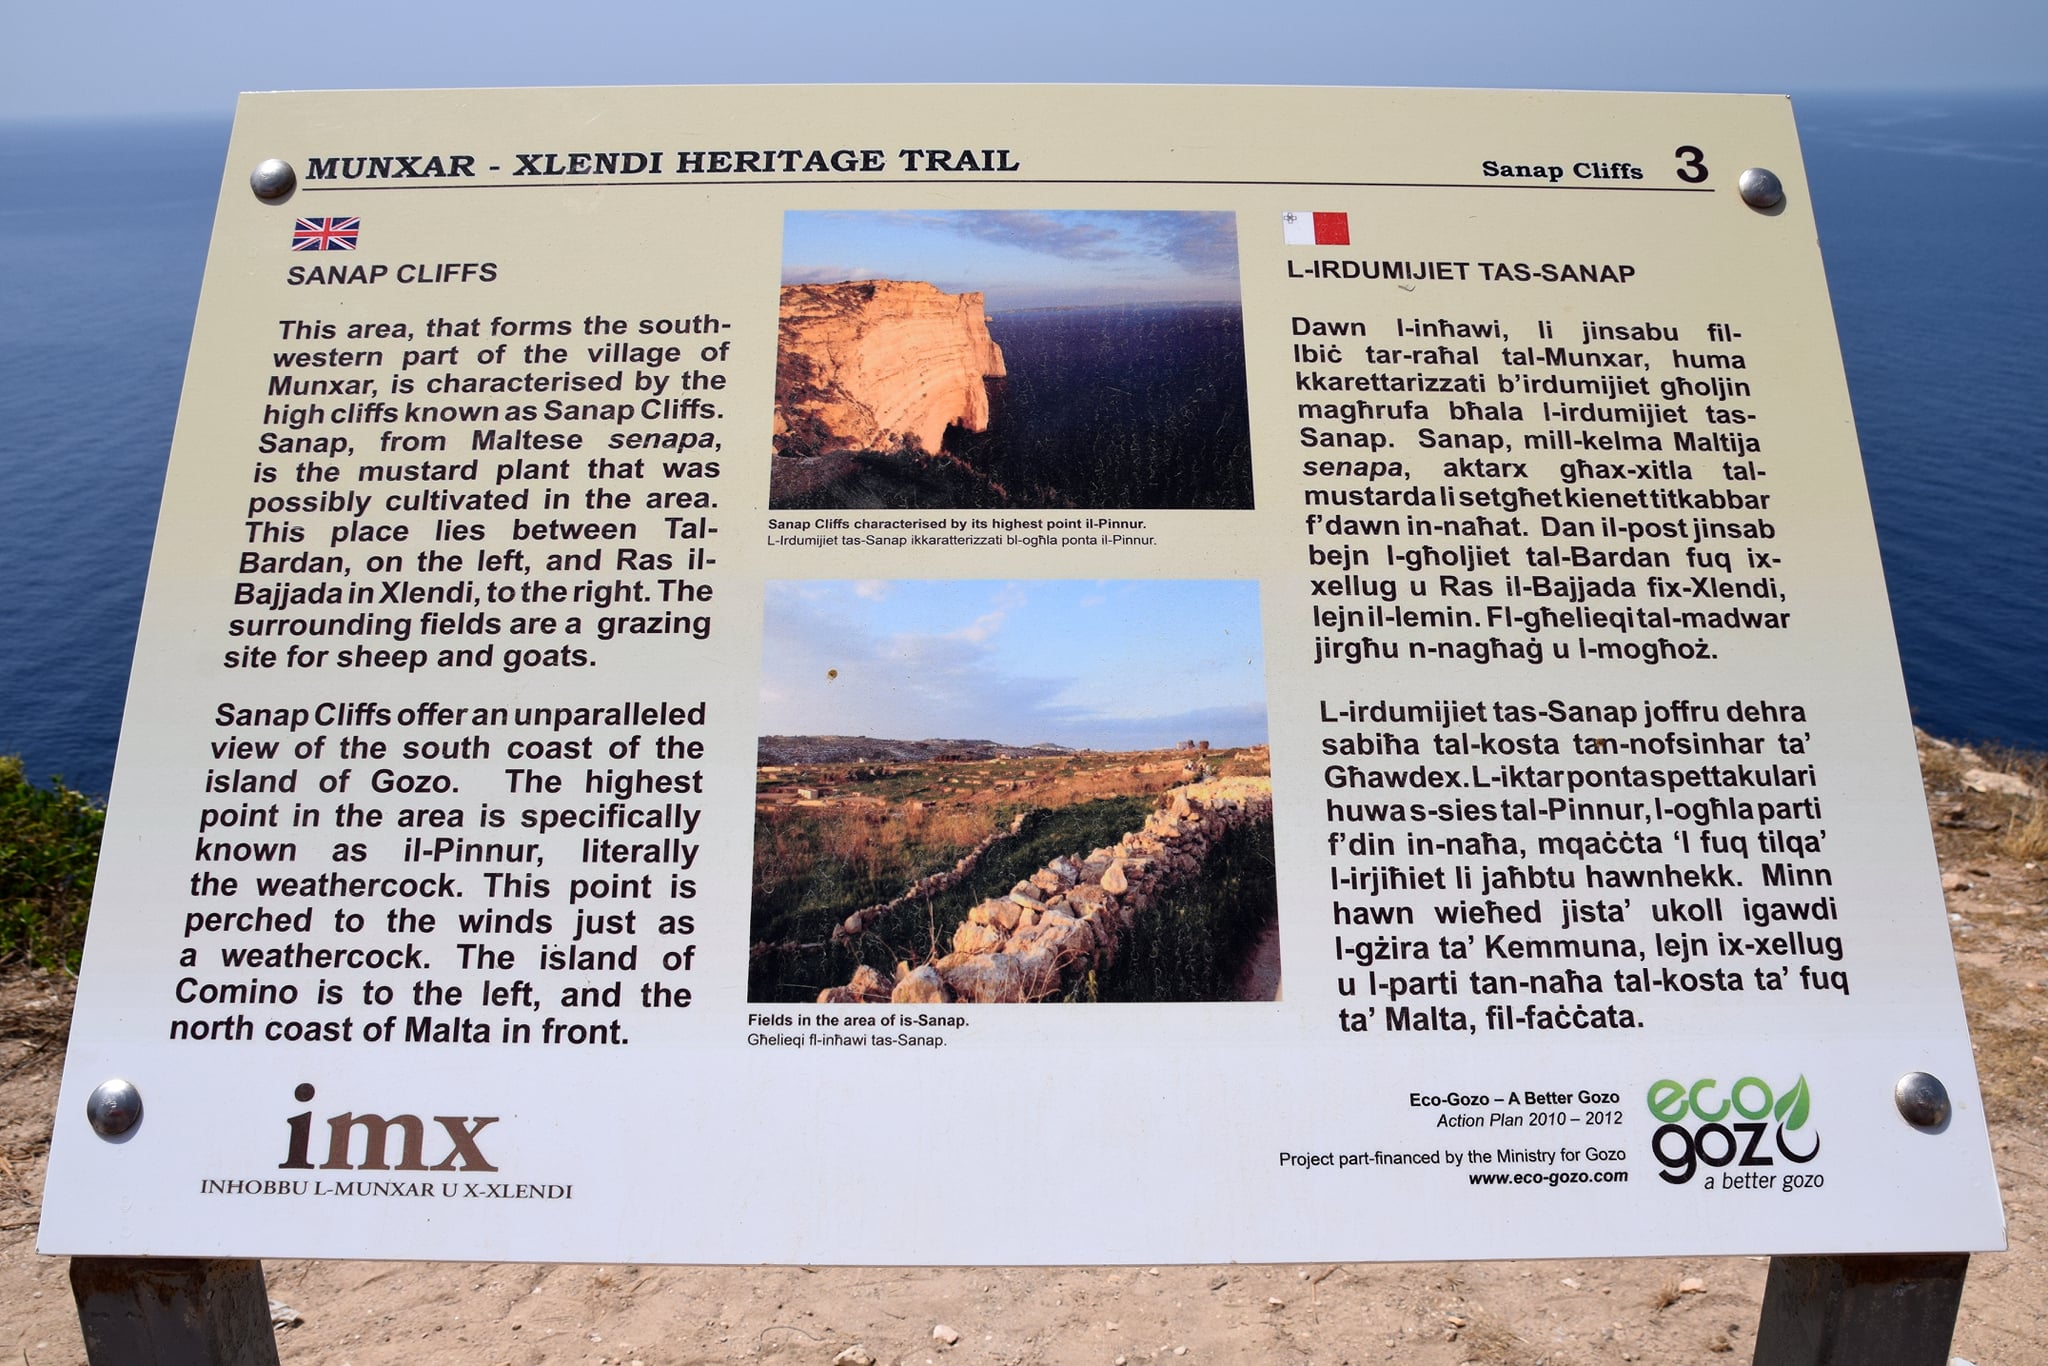 MUNXAR - XLENDI HERITAGE TRAIL
Sanap Cliffs 3
SANAP CLIFFS
This area, that forms the south-
western part of the village of
Munxar, is characterised by the
high cliffs known as Sanap Cliffs.
Sanap, from Maltese senapa,
is the mustard plant that was
possibly cultivated in the area.
This place lies between Tal-
Bardan, on the left, and Ras il-
Bajjada in Xlendi, to the right. The
surrounding fields are a grazing
site for sheep and goats.
Sanap Cliffs offer an unparalleled
view of the south coast of the
island of Gozo. The highest
point in the area is specifically
known as il-Pinnur, literally
the weathercock. This point is
perched to the winds just as
a weathercock. The island of
Comino is to the left, and the
north coast of Malta in front.
Sanap Cliffs characterised by its highest point il-Pinnur.
L-Irdumijiet tas-Sanap ikkaratterizzati bl-ogħla ponta il-Pinnur.
Fields in the area of is-Sanap.
Għelieqi fl-inħawi tas-Sanap.
L-IRDUMIJIET TAS-SANAP
Dawn l-inħawi, li jinsabu fil-
lbiċ tar-raħal tal-Munxar, huma
kkarettarizzati b'irdumijiet għoljin
magħrufa bħala l-irdumijiet tas-
Sanap. Sanap, mill-kelma Maltija
senapa, aktarx għax-xitla tal-
mustarda li setgħet kienet titkabbar
f'dawn in-naħat. Dan il-post jinsab
bejn l-għoljiet tal-Bardan fuq ix-
xellug u Ras il-Bajjada fix-Xlendi,
lejn il-lemin. Fl-għelieqi tal-madwar
jirgħu n-nagħaġ u l-mogħoż.
L-irdumijiet tas-Sanap joffru dehra
sabiħa tal-kosta tan-nofsinhar ta'
Għawdex. L-iktar ponta spettakulari
huwa s-sies tal-Pinnur, l-ogħla parti
f'din in-naħa, mqaċċta 'l fuq tilqa'
l-irjiħiet li jaħbtu hawnhekk. Minn
hawn wieħed jista' ukoll igawdi
l-gżira ta' Kemmuna, lejn ix-xellug
u l-parti tan-naħa tal-kosta ta' fuq
ta' Malta, fil-faċċata.
imx
INHOBBU L-MUNXAR U X-XLENDI
Eco-Gozo – A Better Gozo
Action Plan 2010 – 2012
Project part-financed by the Ministry for Gozo
www.eco-gozo.com
eco
gozo
a better gozo